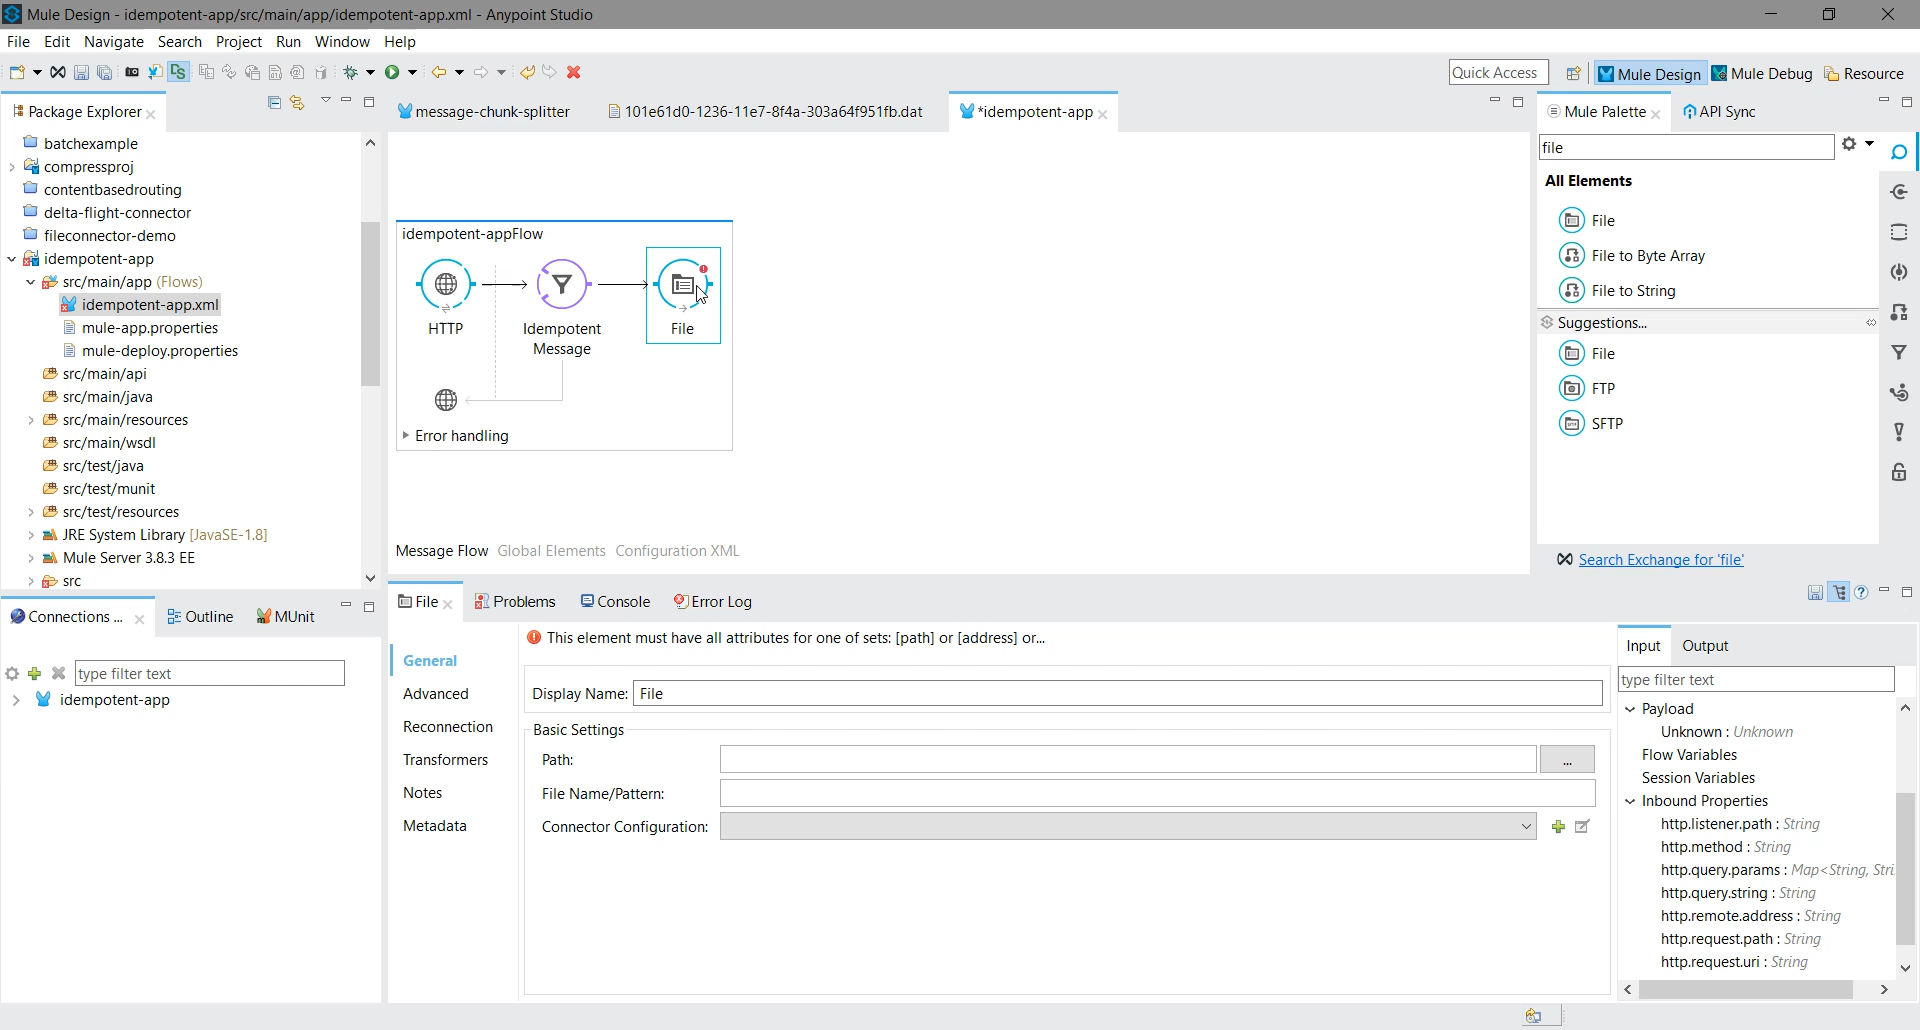 Mule Design - idempotent-app/src/main/app/idempotent-app.xml - Anypoint Studio
File Edit Navigate Search Project Run Window Help
Quick Access Mule Design Mule Debug Resource
Package Explorer
batchexample
compressproj
contentbasedrouting
delta-flight-connector
fileconnector-demo
idempotent-app
src/main/app (Flows)
idempotent-app.xml
mule-app.properties
mule-deploy.properties
src/main/api
src/main/java
src/main/resources
src/main/wsdl
src/test/java
src/test/munit
src/test/resources
JRE System Library [JavaSE-1.8]
Mule Server 3.8.3 EE
src
message-chunk-splitter 101e61d0-1236-11e7-8f4a-303a64f951fb.dat *idempotent-app
idempotent-appFlow
HTTP
Idempotent
Message
File
Error handling
Message Flow Global Elements Configuration XML
Mule Palette API Sync
file
All Elements
File
File to Byte Array
File to String
Suggestions...
File
FTP
SFTP
Search Exchange for 'file'
Connections ... Outline MUnit
type filter text
idempotent-app
File Problems Console Error Log
This element must have all attributes for one of sets: [path] or [address] or...
General
Advanced
Reconnection
Transformers
Notes
Metadata
Display Name: File
Basic Settings
Path: ...
File Name/Pattern:
Connector Configuration:
Input Output
type filter text
Payload
Unknown : Unknown
Flow Variables
Session Variables
Inbound Properties
http.listener.path : String
http.method : String
http.query.params : Map<String, Stri
http.query.string : String
http.remote.address : String
http.request.path : String
http.request.uri : String